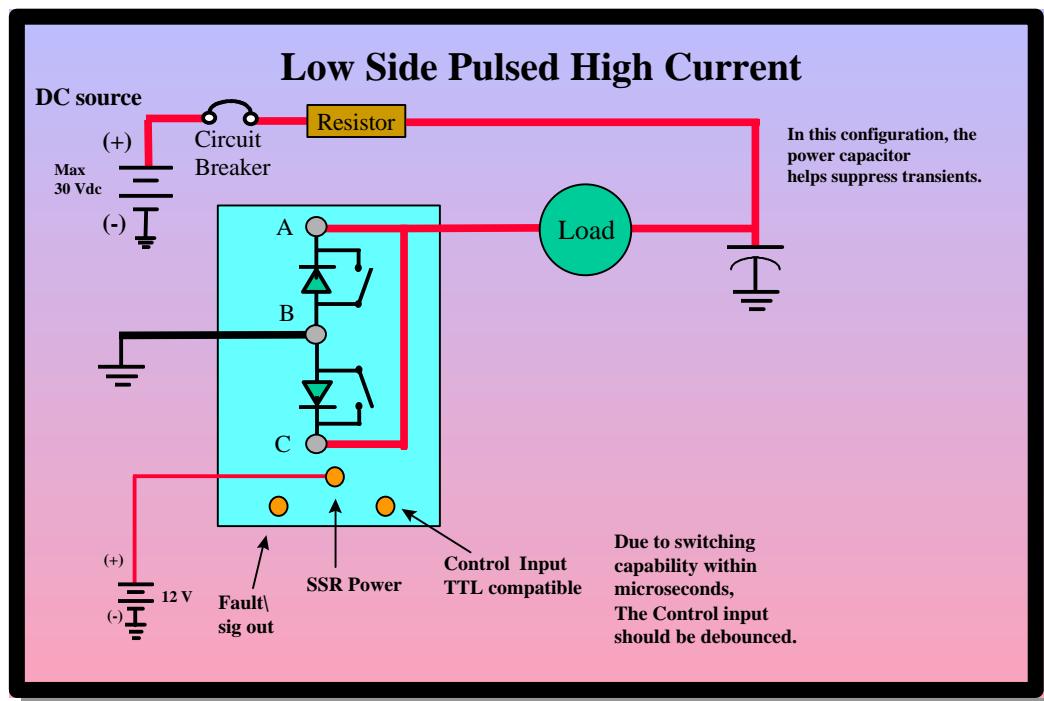 Low Side Pulsed High Current
DC source
(+)
Max
30 Vdc
(-)
Circuit
Breaker
Resistor
In this configuration, the
power capacitor
helps suppress transients.
A
Load
B
C
(+)
12 V
(-)
Fault\
sig out
SSR Power
Control Input
TTL compatible
Due to switching
capability within
microseconds,
The Control input
should be debounced.